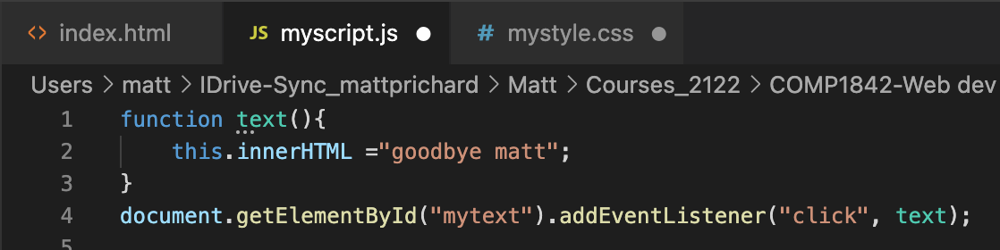 <> index.html JS myscript.js # mystyle.css
Users > matt > IDrive-Sync_mattprichard > Matt > Courses_2122 > COMP1842-Web dev
1 function text(){
2 this.innerHTML ="goodbye matt";
3 }
4 document.getElementById("mytext").addEventListener("click", text);
5